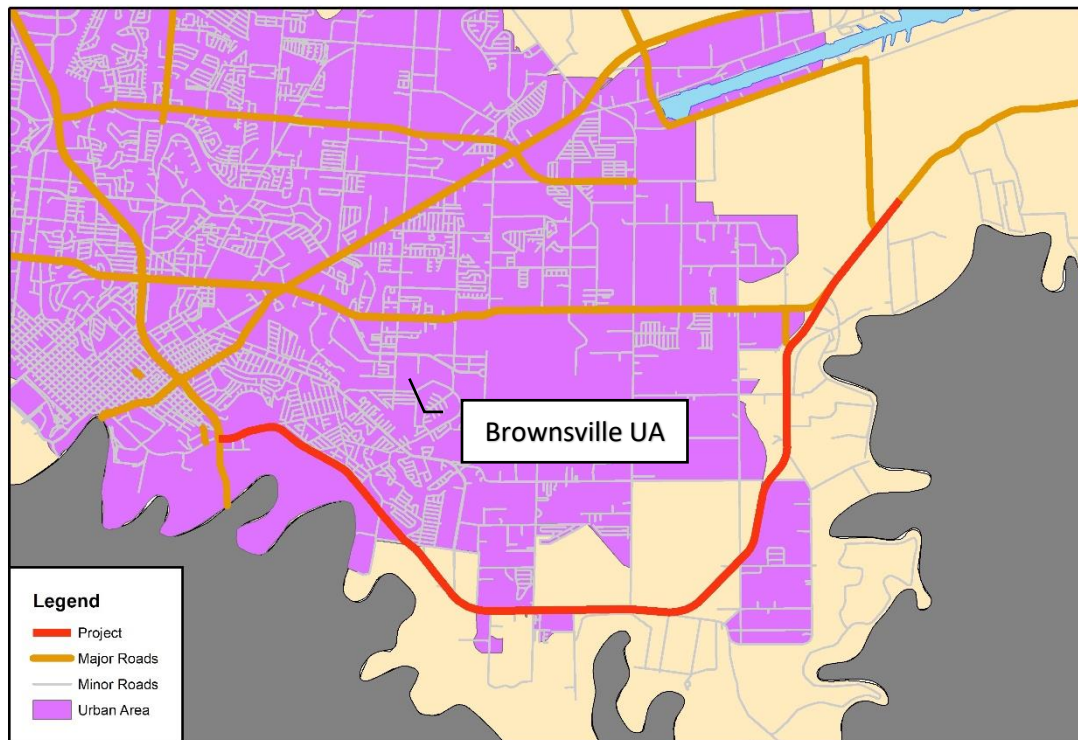 Brownsville UA
Legend
Project
Major Roads
Minor Roads
Urban Area